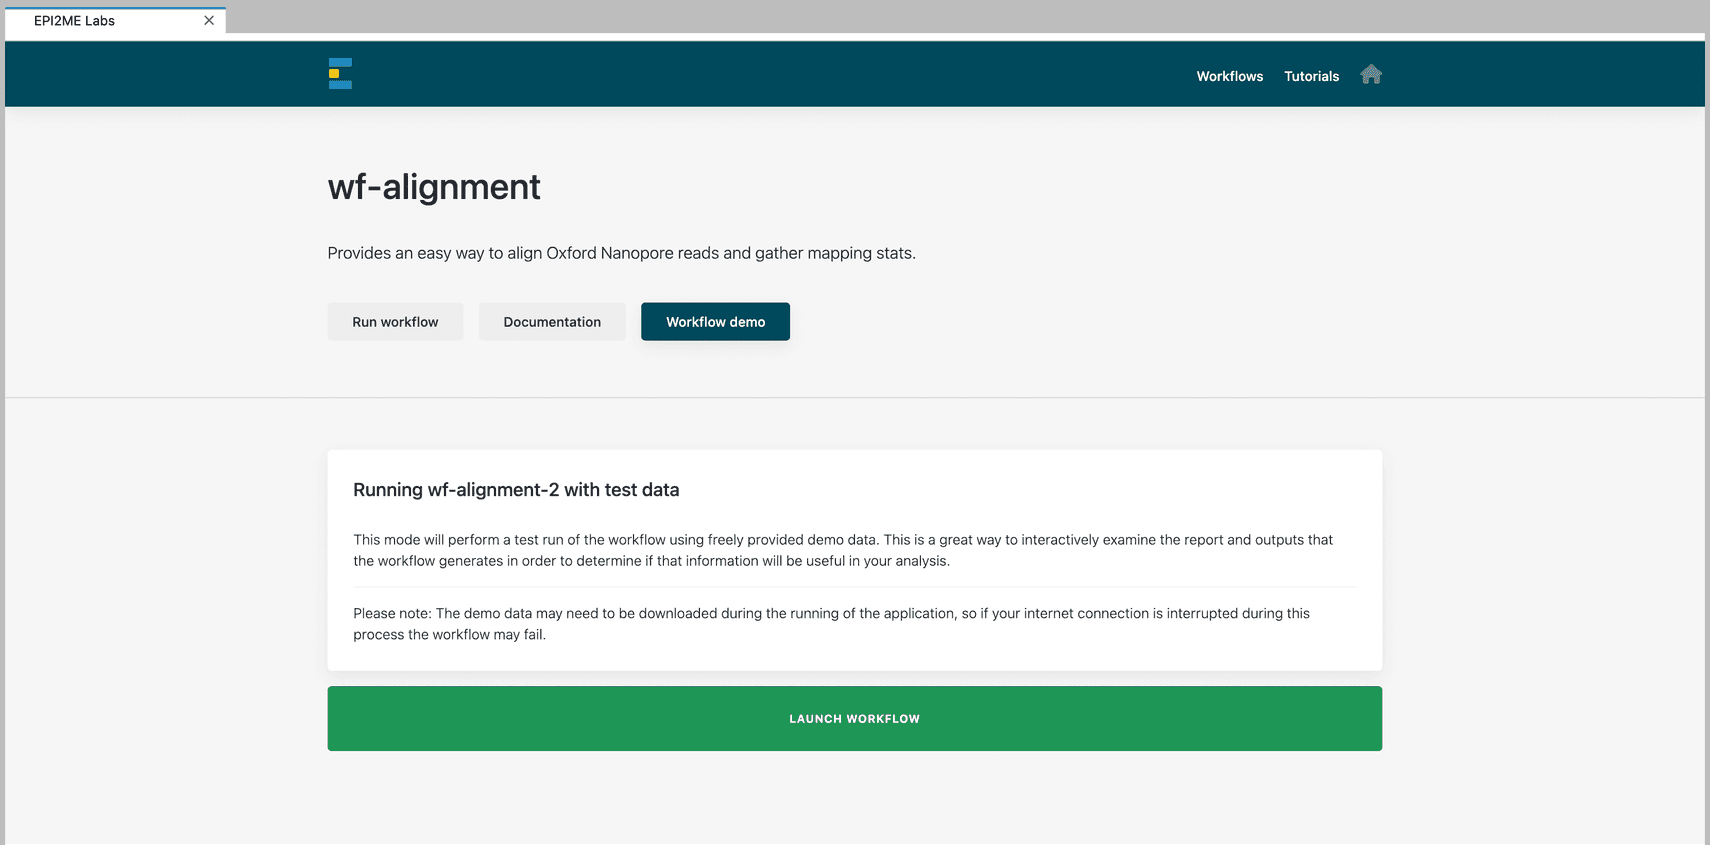 EPI2ME Labs
Workflows Tutorials
wf-alignment
Provides an easy way to align Oxford Nanopore reads and gather mapping stats.
Run workflow Documentation Workflow demo
Running wf-alignment-2 with test data
This mode will perform a test run of the workflow using freely provided demo data. This is a great way to interactively examine the report and outputs that
the workflow generates in order to determine if that information will be useful in your analysis.
Please note: The demo data may need to be downloaded during the running of the application, so if your internet connection is interrupted during this
process the workflow may fail.
LAUNCH WORKFLOW